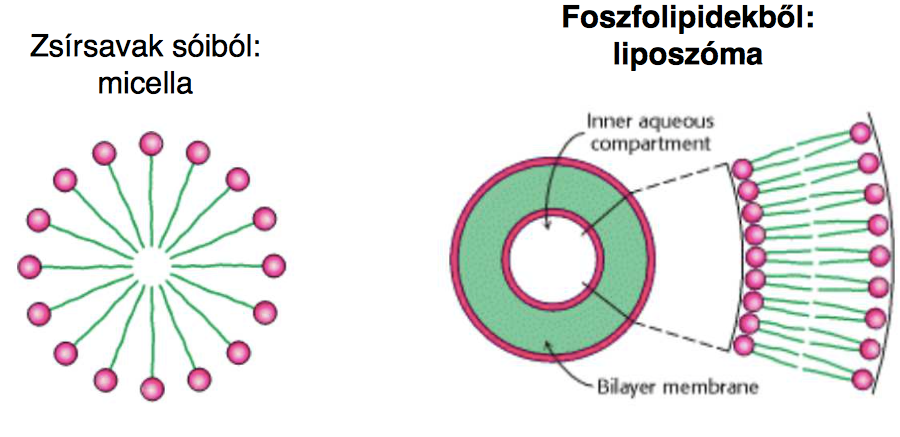 Zsírsavak sóiból:
micella
Foszfolipidekből:
liposzóma
Inner aqueous
compartment
Bilayer membrane